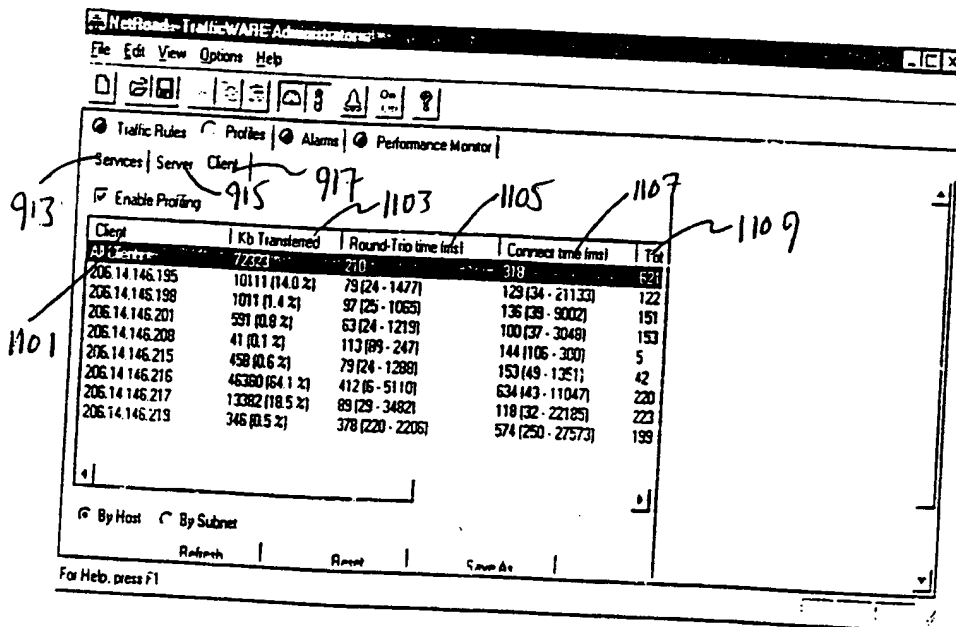 NetRoads TrafficWARE Administrator
File Edit View Options Help
Traffic Rules Profiles Alarms Performance Monitor
Services Server Client
913 915 917 1103 1105 1107 1109
Enable Profiling
Client Kb Transferred Round-Trip time (ms) Connect time (ms)
All Clients 72323 210 318 621
206.14.146.195 10111 (14.0 %) 79 (24 - 1477) 129 (34 - 21133) 122
206.14.146.198 1011 (1.4 %) 97 (25 - 1065) 136 (39 - 9002) 151
206.14.146.201 591 (0.8 %) 63 (24 - 1219) 100 (37 - 3048) 153
206.14.146.208 41 (0.1 %) 113 (89 - 247) 144 (106 - 300) 5
206.14.146.215 458 (0.6 %) 79 (24 - 1288) 153 (49 - 1351) 42
206.14.146.216 46380 (64.1 %) 412 (6 - 5110) 634 (43 - 11047) 220
206.14.146.217 13382 (18.5 %) 89 (29 - 3482) 118 (32 - 22185) 223
206.14.146.219 346 (0.5 %) 378 (220 - 2206) 574 (250 - 27573) 199
1101
By Host By Subnet
Refresh Reset Save As
For Help, press F1